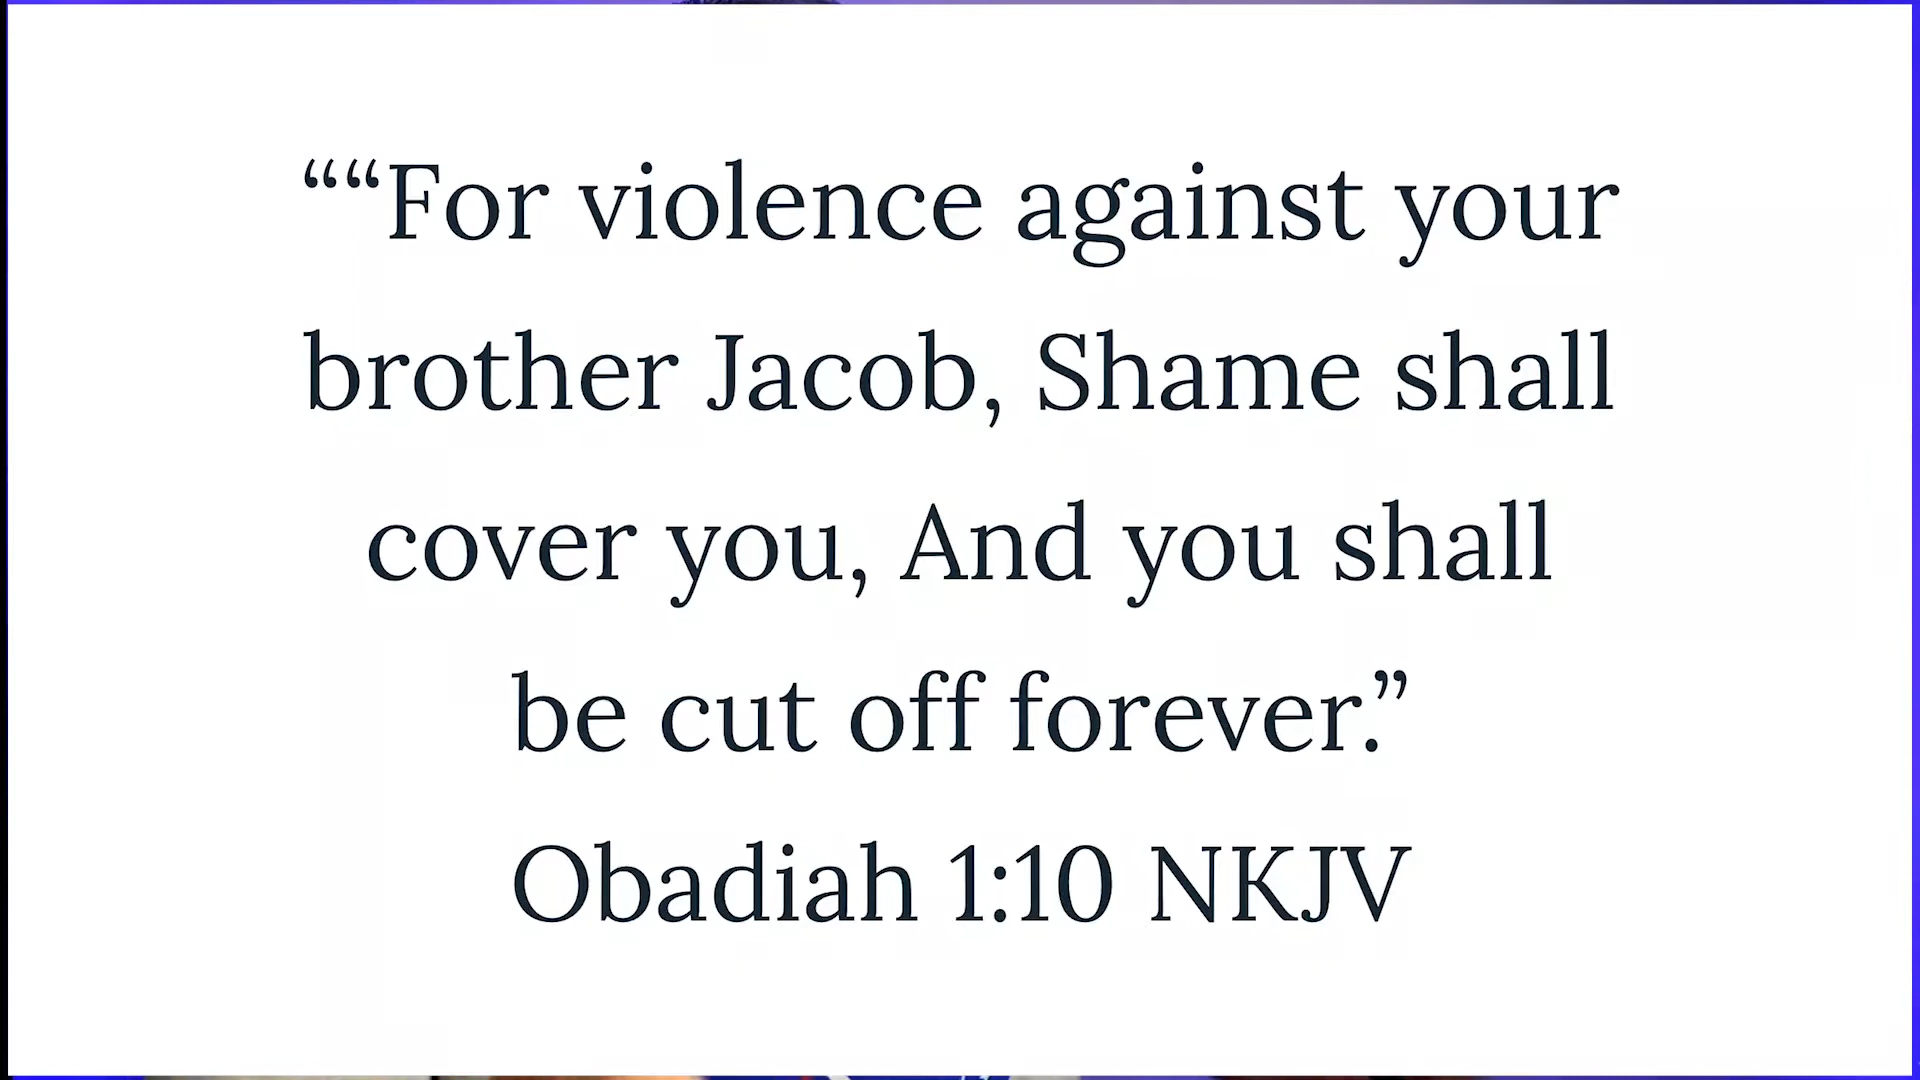 ““For violence against your
brother Jacob, Shame shall
cover you, And you shall
be cut off forever.”
Obadiah 1:10 NKJV